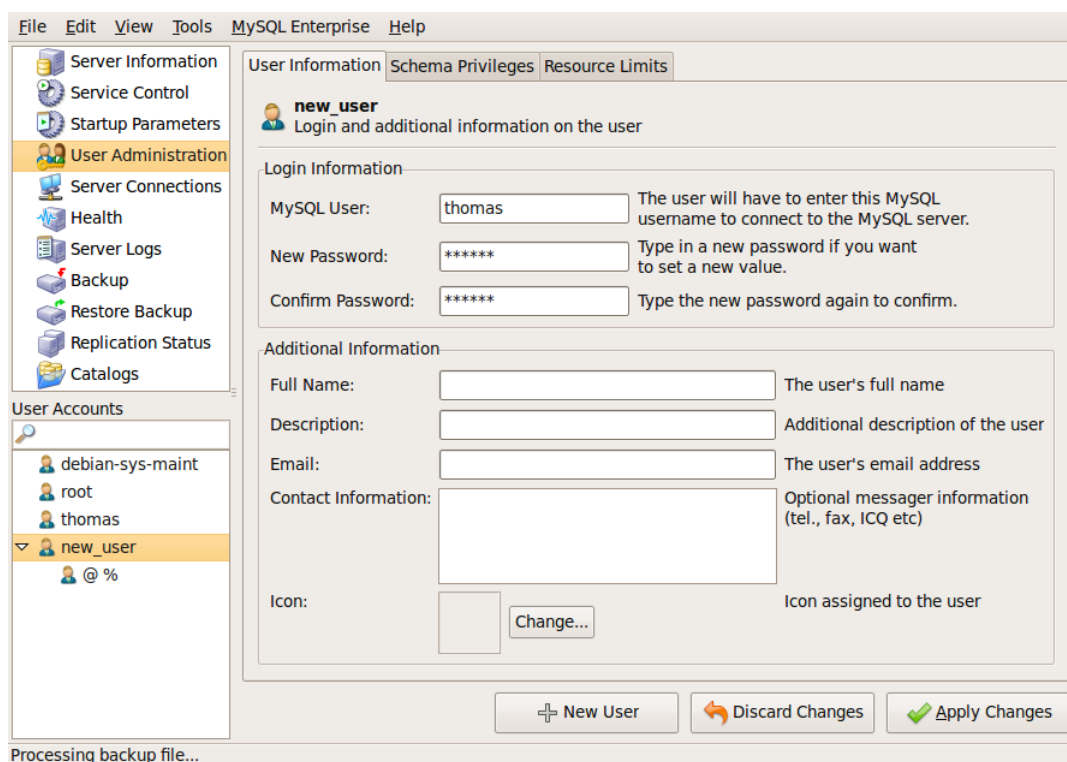 File Edit View Tools MySQL Enterprise Help
Server Information
Service Control
Startup Parameters
User Administration
Server Connections
Health
Server Logs
Backup
Restore Backup
Replication Status
Catalogs
User Accounts
debian-sys-maint
root
thomas
new_user
@ %
User Information Schema Privileges Resource Limits
new_user
Login and additional information on the user
Login Information
MySQL User: thomas The user will have to enter this MySQL
username to connect to the MySQL server.
New Password: ****** Type in a new password if you want
to set a new value.
Confirm Password: ****** Type the new password again to confirm.
Additional Information
Full Name: The user's full name
Description: Additional description of the user
Email: The user's email address
Contact Information: Optional messager information
(tel., fax, ICQ etc)
Icon: Icon assigned to the user
Change...
New User Discard Changes Apply Changes
Processing backup file...